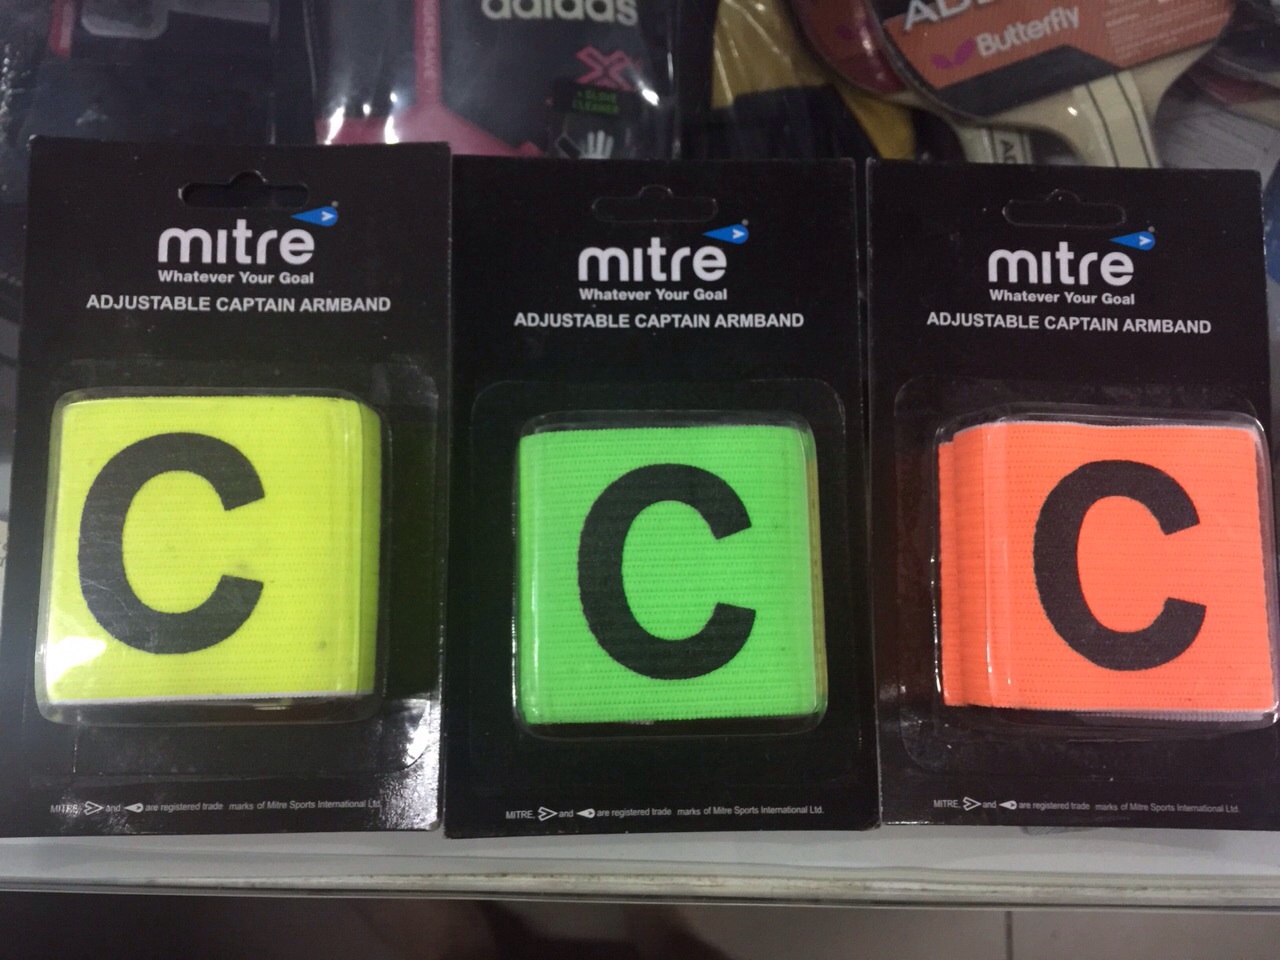 adidas
GLOVE
CLEANER
Butterfly
mitre
Whatever Your Goal
ADJUSTABLE CAPTAIN ARMBAND
C
MITRE, and are registered trade marks of Mitre Sports International Ltd.
mitre
Whatever Your Goal
ADJUSTABLE CAPTAIN ARMBAND
C
MITRE, and are registered trade marks of Mitre Sports International Ltd.
mitre
Whatever Your Goal
ADJUSTABLE CAPTAIN ARMBAND
C
MITRE, and are registered trade marks of Mitre Sports International Ltd.